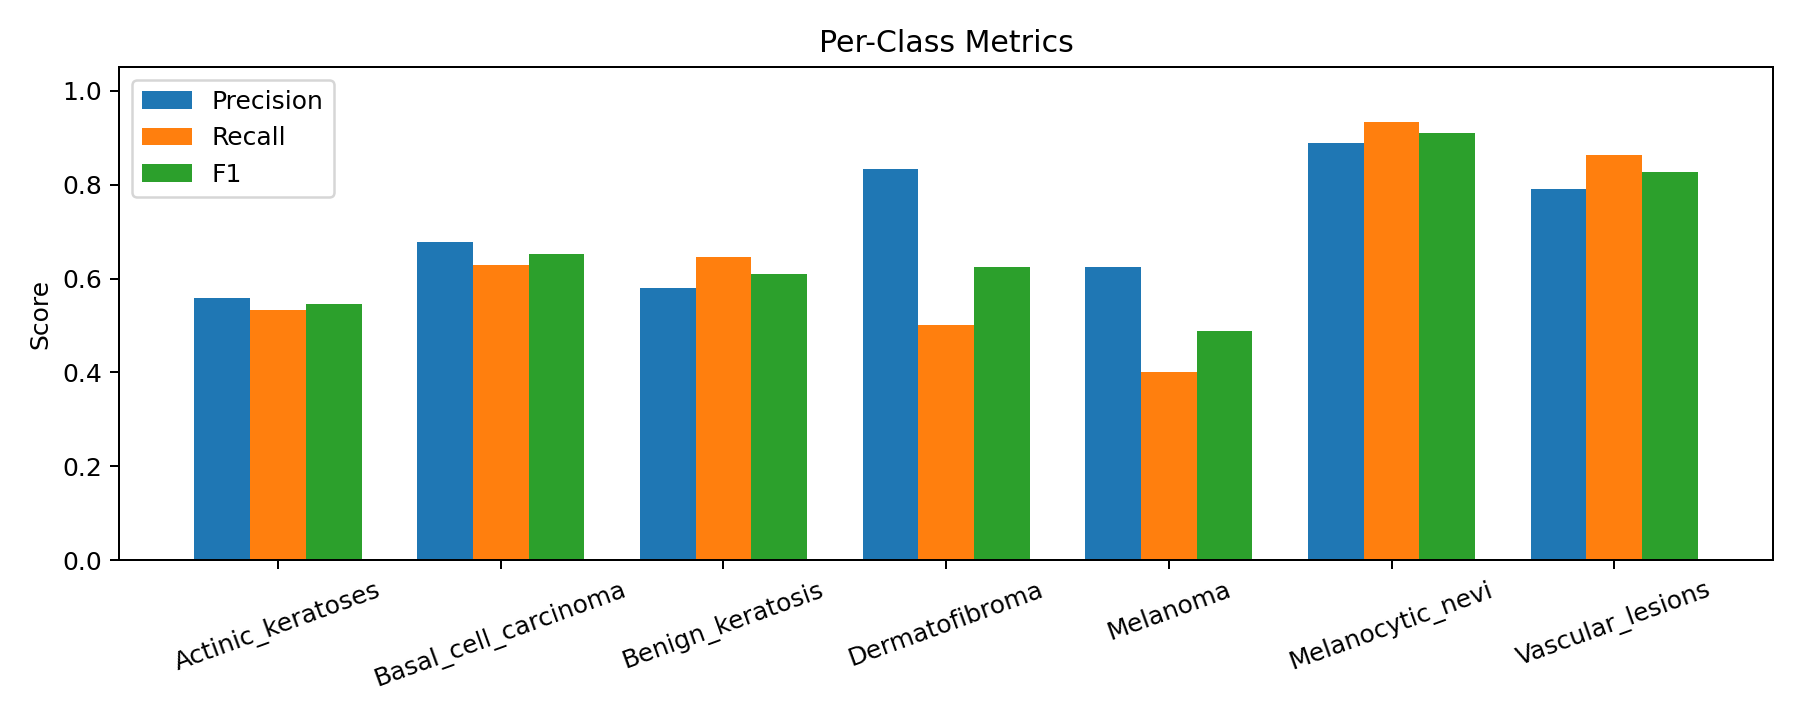 Per-Class Metrics
Precision
Recall
F1
Score
1.0
0.8
0.6
0.4
0.2
0.0
Actinic_keratoses
Basal_cell_carcinoma
Benign_keratosis
Dermatofibroma
Melanoma
Melanocytic_nevi
Vascular_lesions